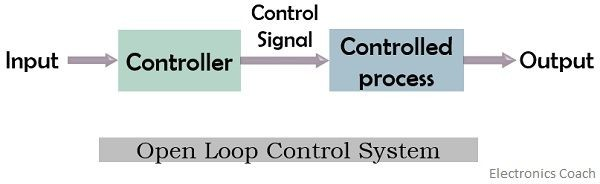 Input
Controller
Control
Signal
Controlled
process
Output
Open Loop Control System
Electronics Coach